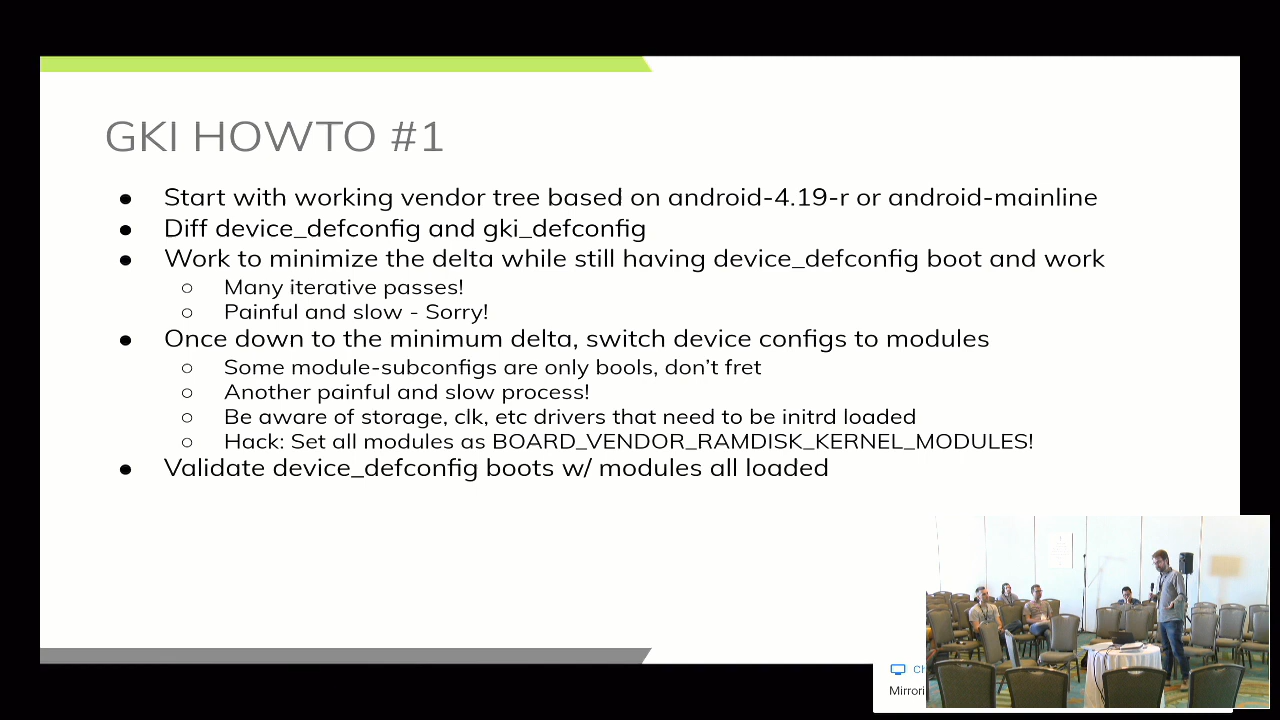 GKI HOWTO #1
● Start with working vendor tree based on android-4.19-r or android-mainline
● Diff device_defconfig and gki_defconfig
● Work to minimize the delta while still having device_defconfig boot and work
○ Many iterative passes!
○ Painful and slow - Sorry!
● Once down to the minimum delta, switch device configs to modules
○ Some module-subconfigs are only bools, don’t fret
○ Another painful and slow process!
○ Be aware of storage, clk, etc drivers that need to be initrd loaded
○ Hack: Set all modules as BOARD_VENDOR_RAMDISK_KERNEL_MODULES!
● Validate device_defconfig boots w/ modules all loaded